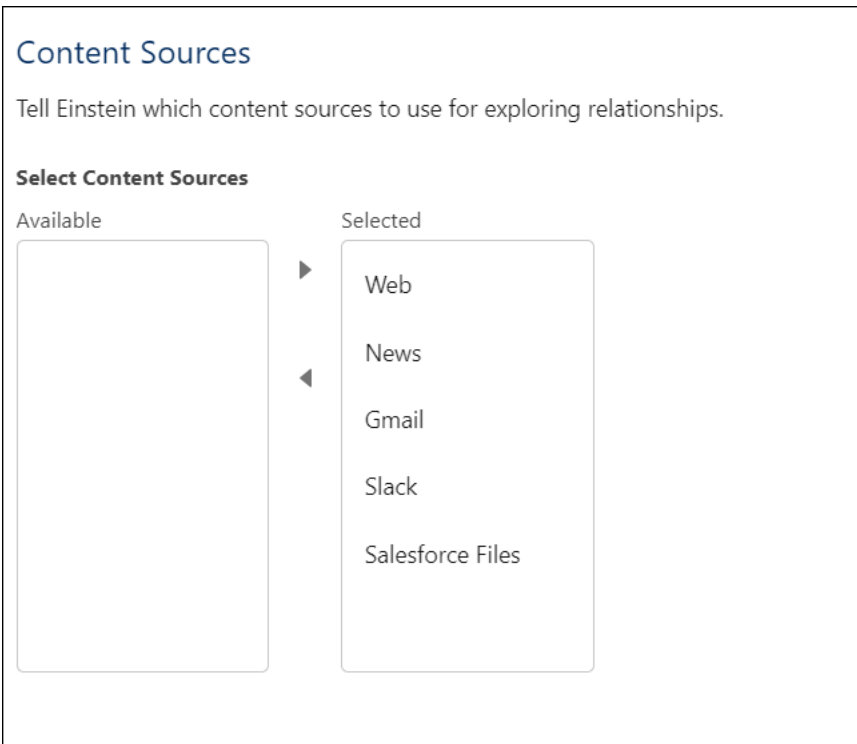 Content Sources
Tell Einstein which content sources to use for exploring relationships.
Select Content Sources
Available
Selected
Web
News
Gmail
Slack
Salesforce Files